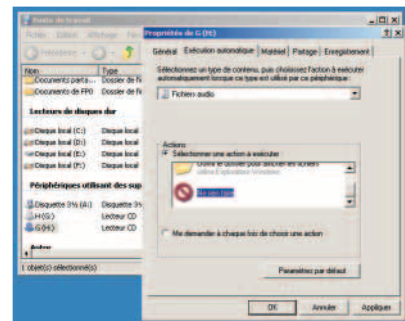 Poste de travail
Fichier Edition Affichage
Précédente
Nom Type
Documents parta... Dossier de fi
Documents de FP0 Dossier de fi
Lecteurs de disques dur
Disque local (C:) Disque local
Disque local (D:) Disque local
Disque local (E:) Disque local
Disque local (F:) Disque local
Périphériques utilisant des sup
Disquette 3½ (A:) Disquette 3½
H (G:) Lecteur CD
G (H:) Lecteur CD
Autre
1 objet(s) sélectionné(s)
Propriétés de G (H:)
Général Exécution automatique Matériel Partage Enregistrement
Sélectionnez un type de contenu, puis choisissez l'action à exécuter
automatiquement lorsque ce type est utilisé par ce périphérique :
Fichiers audio
Actions
Sélectionner une action à exécuter
Ouvrir le dossier pour afficher les fichiers
utilise Explorateur Windows
Ne rien faire
Me demander à chaque fois de choisir une action
Paramètres par défaut
OK Annuler Appliquer